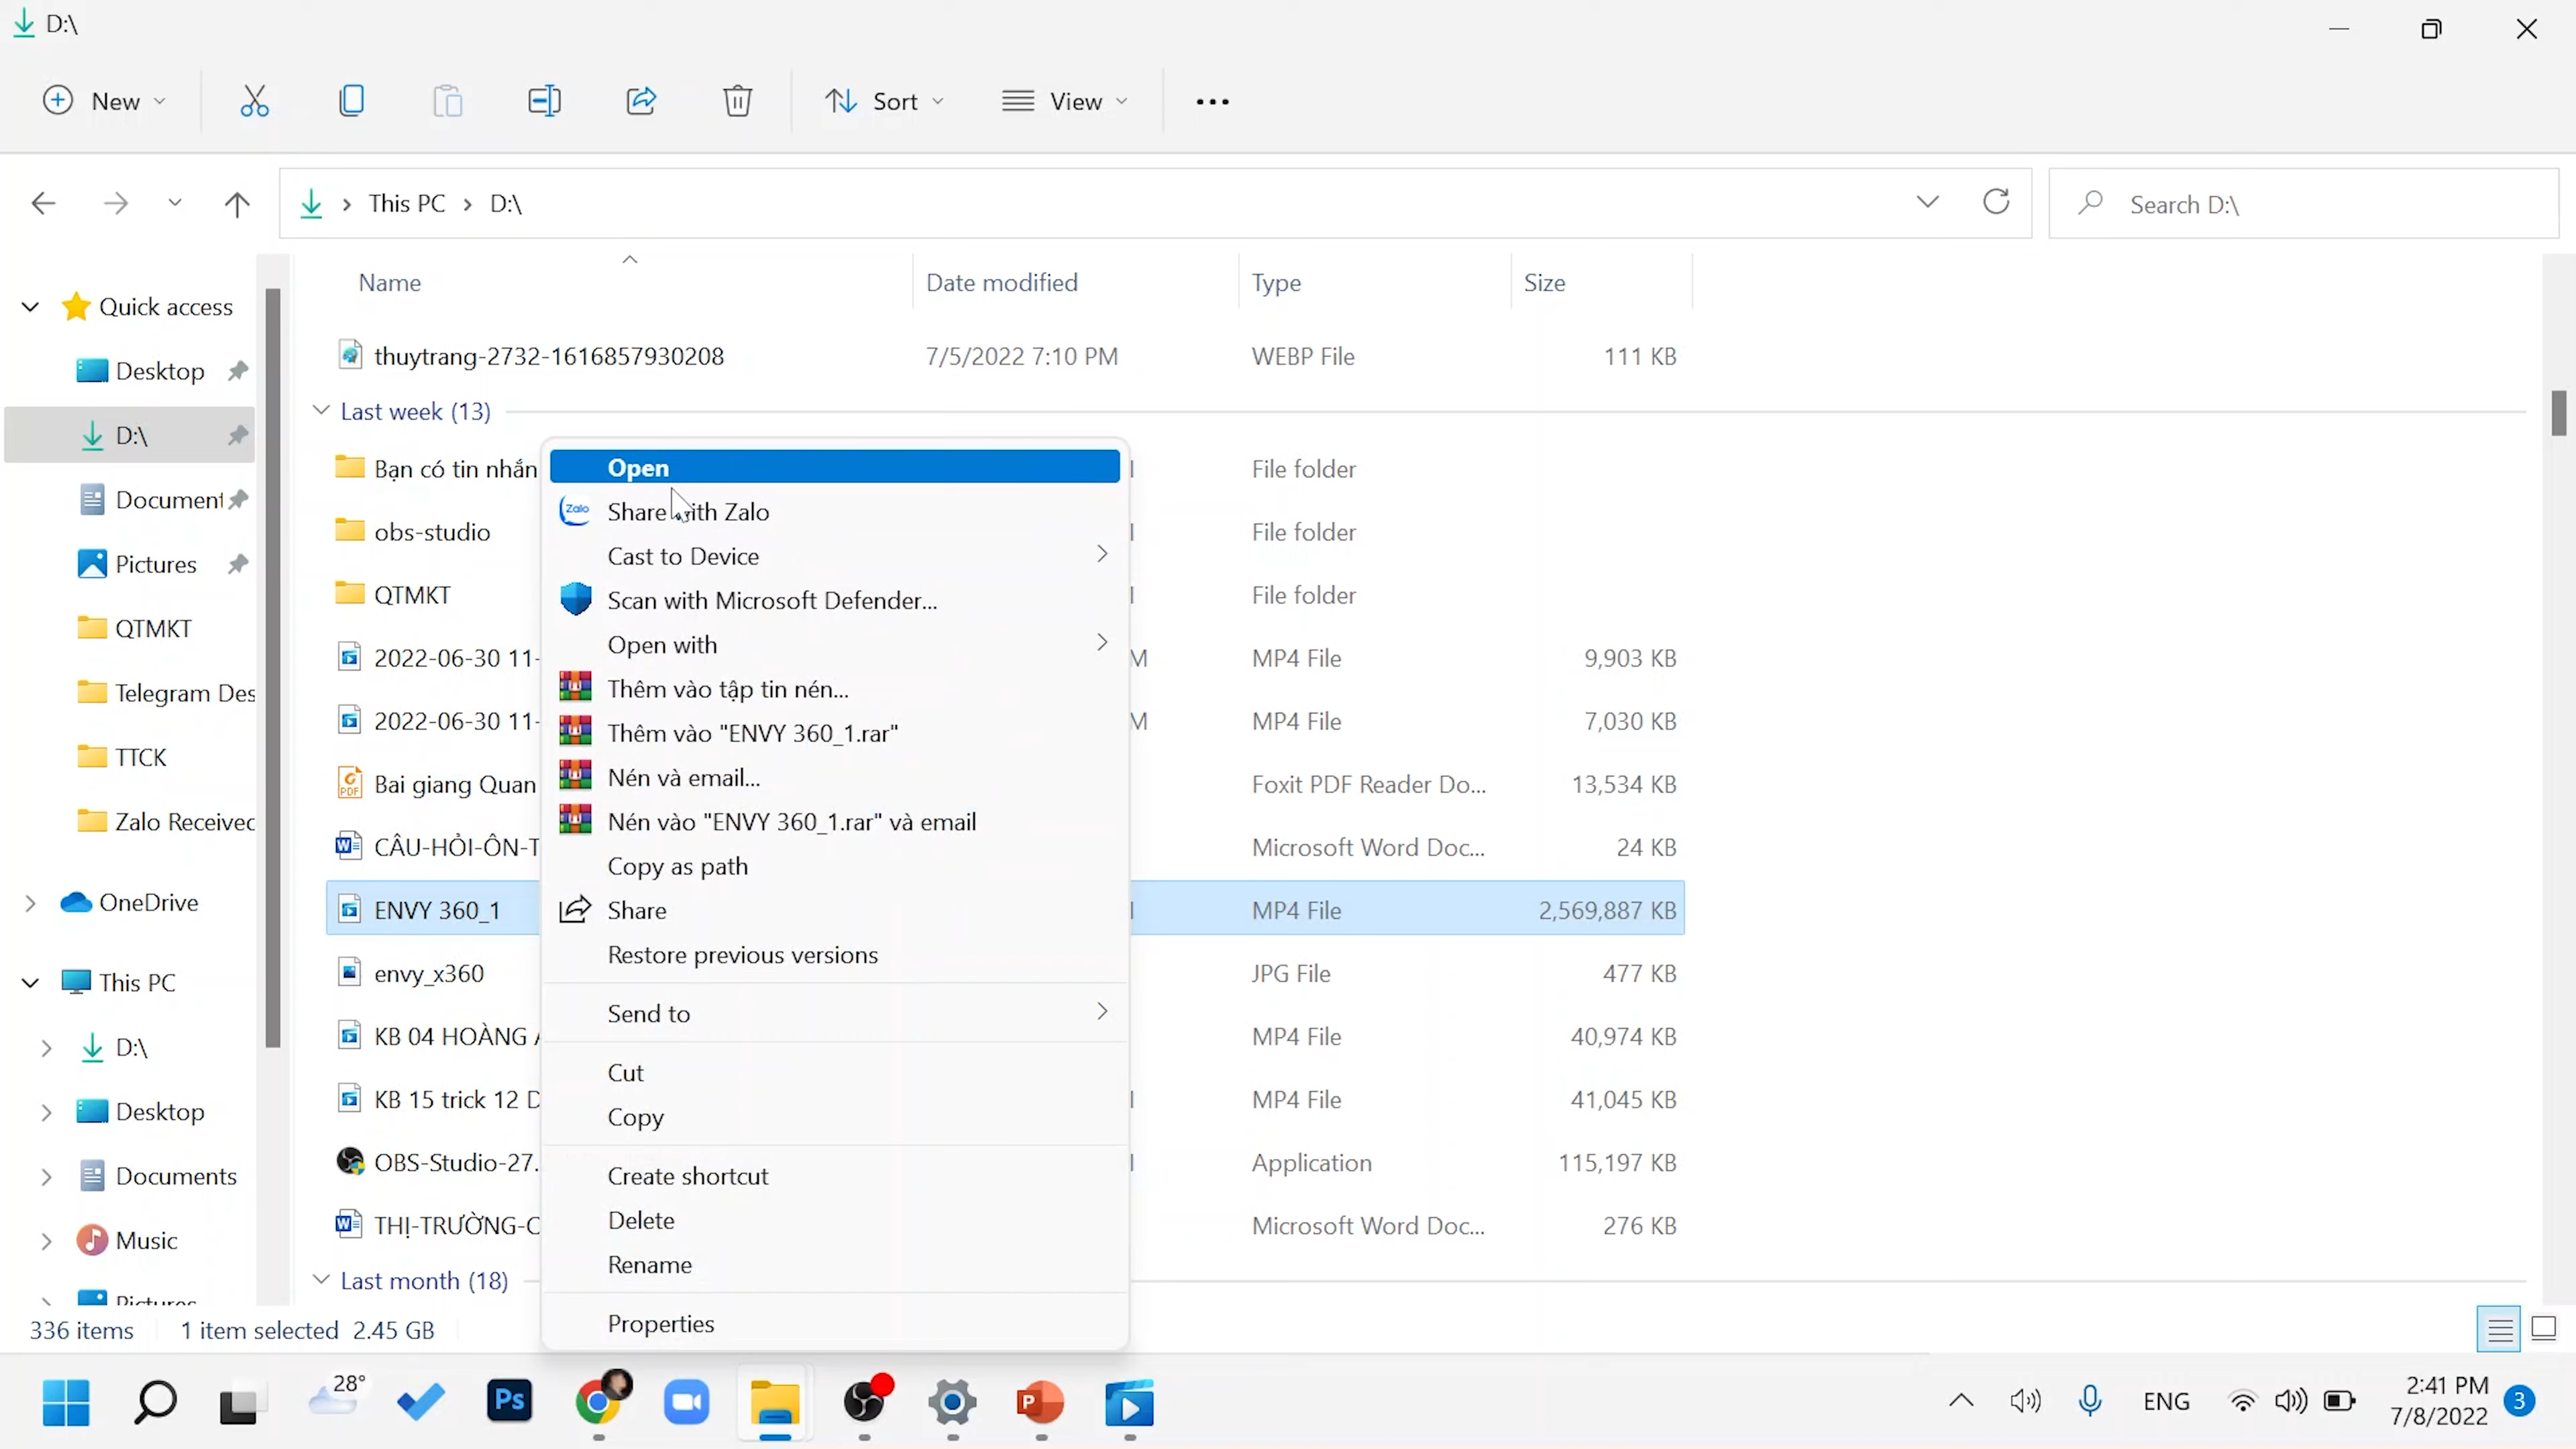 D:\
New
Sort
View
This PC
D:\
Search D:\
Name
Date modified
Type
Size
Quick access
Desktop
D:\
Document
Pictures
QTMKT
Telegram Des
TTCK
Zalo Received
OneDrive
This PC
D:\
Desktop
Documents
Music
Pictures
thuytrang-2732-1616857930208 7/5/2022 7:10 PM WEBP File 111 KB
Last week (13)
Bạn có tin nhắn File folder
obs-studio File folder
QTMKT File folder
2022-06-30 11- M MP4 File 9,903 KB
2022-06-30 11- M MP4 File 7,030 KB
Bai giang Quan Foxit PDF Reader Do... 13,534 KB
CÂU-HỎI-ÔN-T Microsoft Word Doc... 24 KB
ENVY 360_1 MP4 File 2,569,887 KB
envy_x360 JPG File 477 KB
KB 04 HOÀNG MP4 File 40,974 KB
KB 15 trick 12 D MP4 File 41,045 KB
OBS-Studio-27. Application 115,197 KB
THỊ-TRƯỜNG-C Microsoft Word Doc... 276 KB
Last month (18)
Open
Zalo
Share with Zalo
Cast to Device
Scan with Microsoft Defender...
Open with
Thêm vào tập tin nén...
Thêm vào "ENVY 360_1.rar"
Nén và email...
Nén vào "ENVY 360_1.rar" và email
Copy as path
Share
Restore previous versions
Send to
Cut
Copy
Create shortcut
Delete
Rename
Properties
336 items 1 item selected 2.45 GB
28°
Ps
P
ENG
2:41 PM
7/8/2022
3